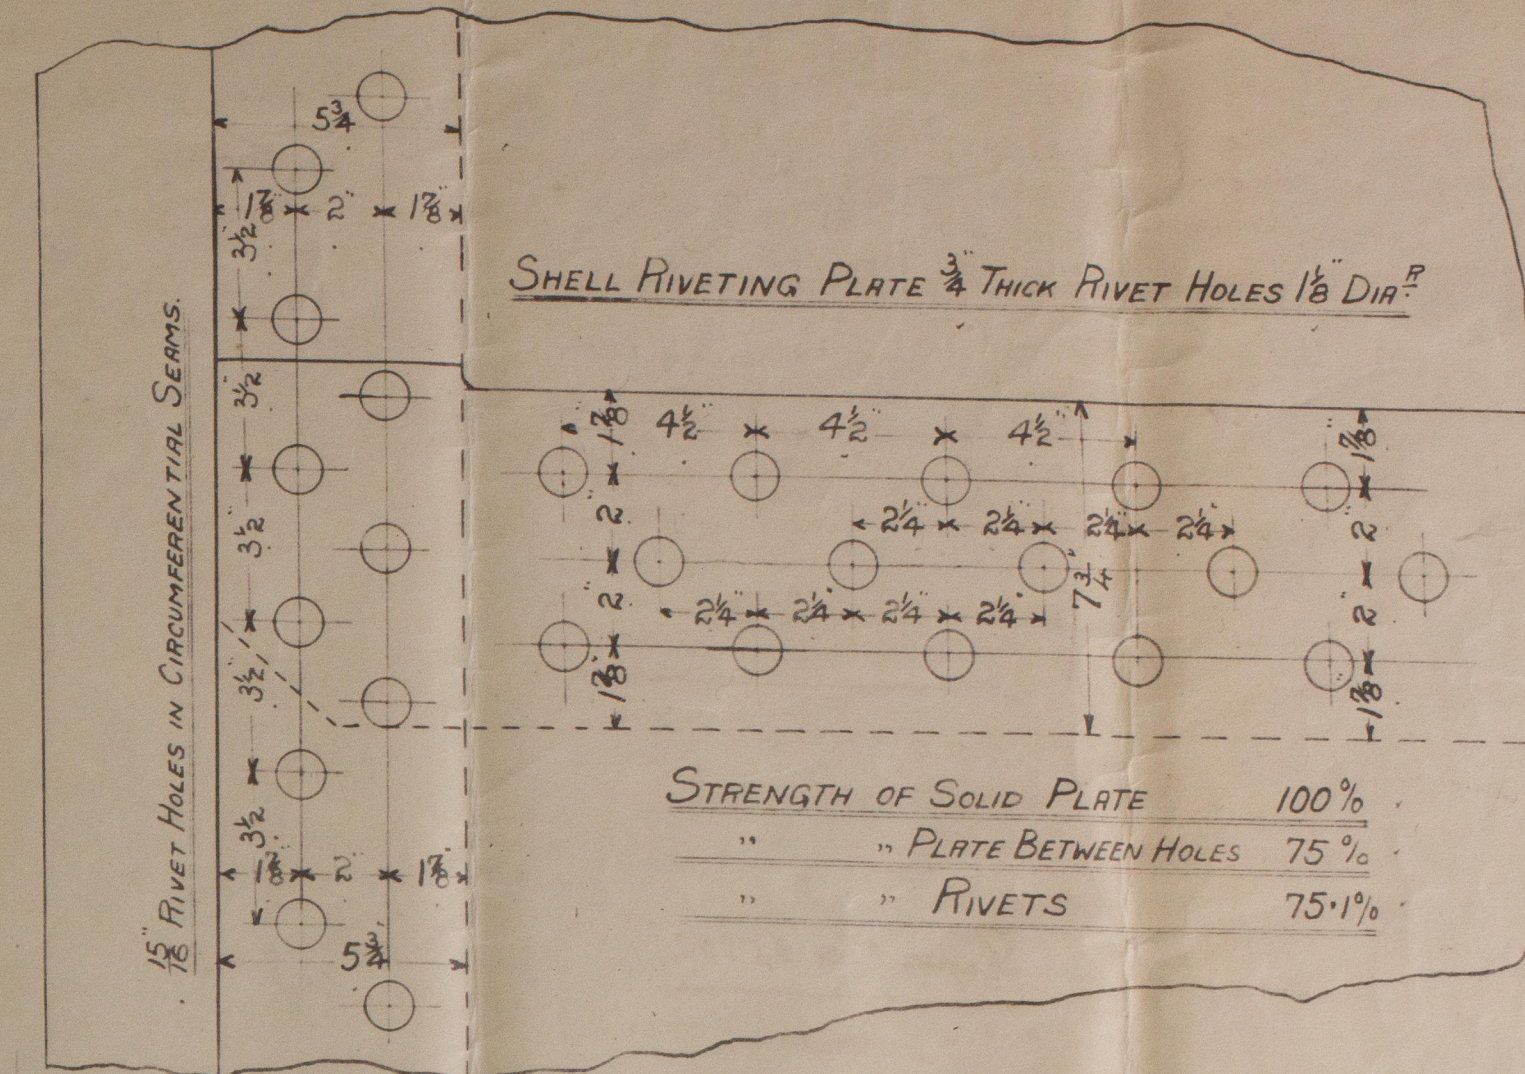 5 3/4"
1 7/8" 2" 1 7/8"
3 1/2"
SHELL RIVETING PLATE 3/4" THICK RIVET HOLES 1 1/8" DIAR.
3 1/2"
3 1/2"
3 1/2"
3 1/2"
1 7/8" 2" 1 7/8"
5 3/4"
15/16" RIVET HOLES IN CIRCUMFERENTIAL SEAMS.
1 7/8" 4 1/2" 4 1/2" 4 1/2" 1 7/8"
2" 2 1/4" 2 1/4" 2 1/4" 2 1/4" 2"
7 3/4"
2" 2 1/4" 2 1/4" 2 1/4" 2 1/4" 2"
1 7/8" 1 7/8"
STRENGTH OF SOLID PLATE 100%
" " PLATE BETWEEN HOLES 75%
" " RIVETS 75·1%